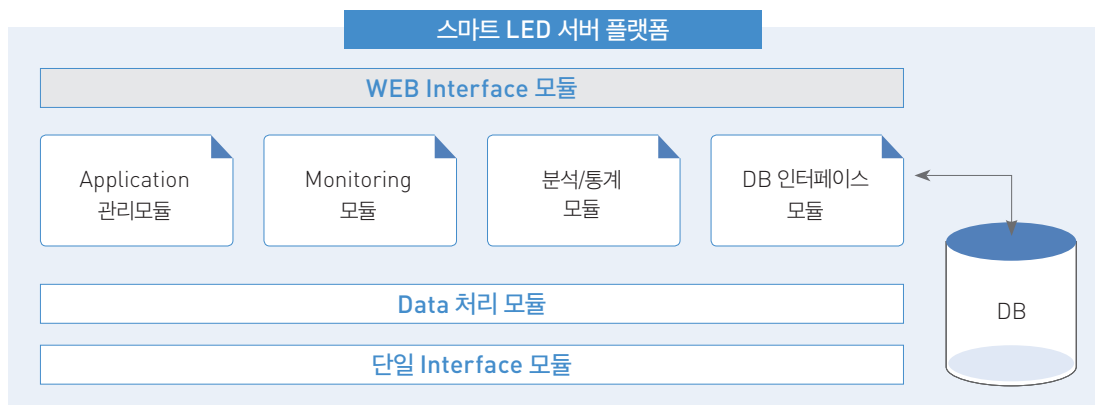 스마트 LED 서버 플랫폼
WEB Interface 모듈
Application
관리모듈
Monitoring
모듈
분석/통계
모듈
DB 인터페이스
모듈
DB
Data 처리 모듈
단일 Interface 모듈